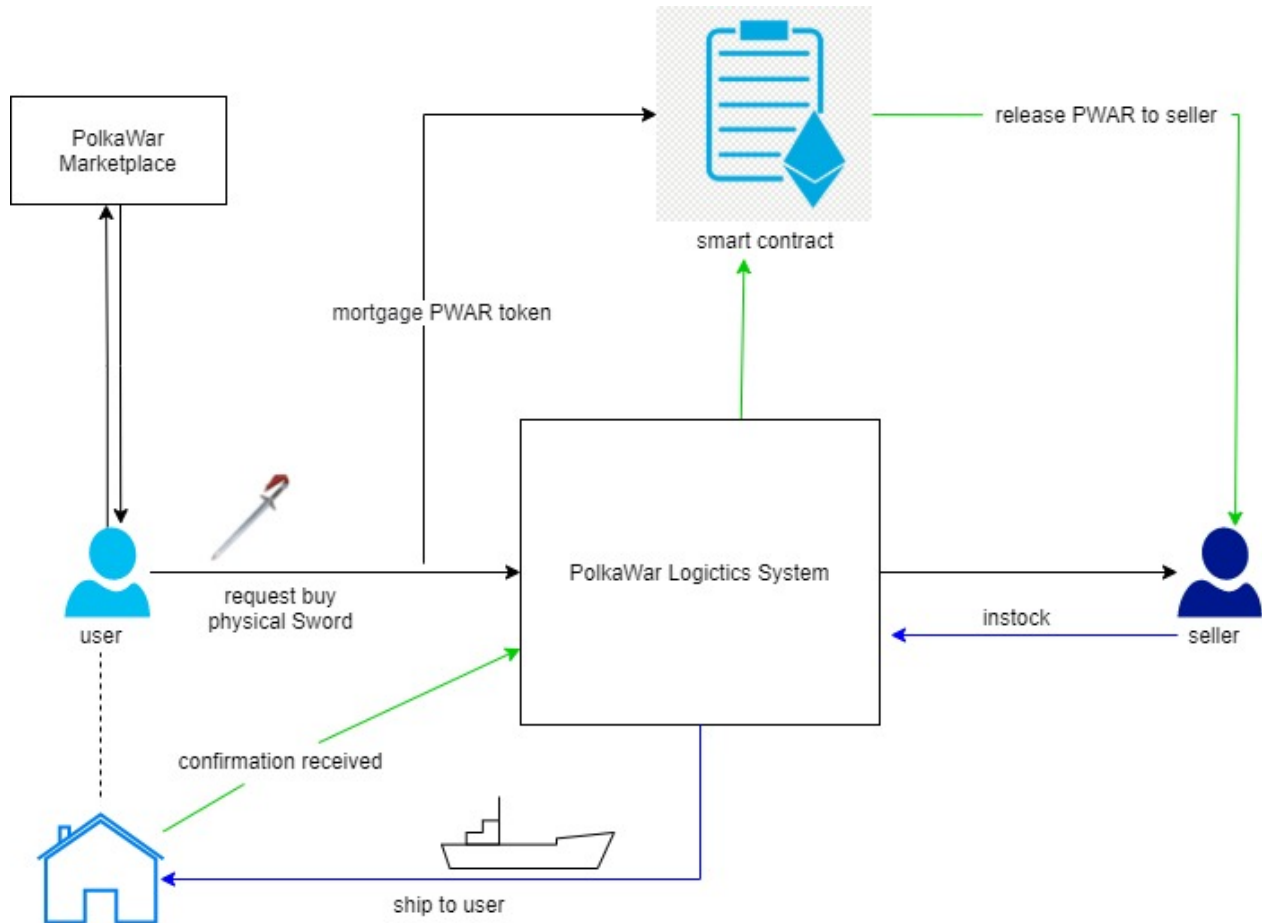 PolkaWar
Marketplace
release PWAR to seller
smart contract
mortgage PWAR token
PolkaWar Logictics System
request buy
physical Sword
user
instock
seller
confirmation received
ship to user